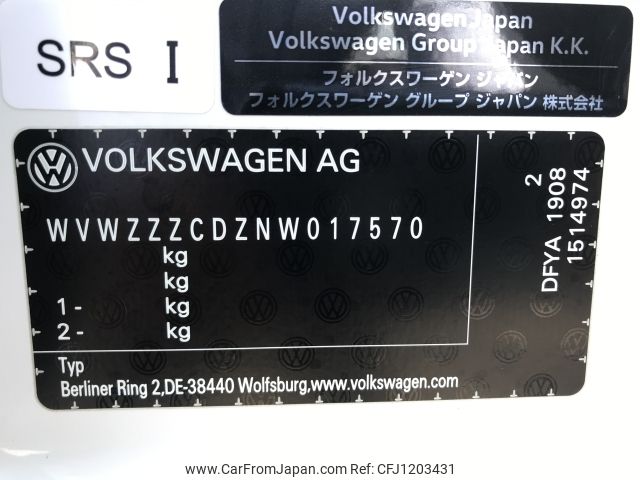 SRS I
Volkswagen Japan
Volkswagen Group Japan K.K.
フォルクスワーゲン ジャパン
フォルクスワーゲン グループ ジャパン 株式会社
VOLKSWAGEN AG
WVWZZZCDZNW017570
kg
kg
1- kg
2- kg
Typ
Berliner Ring 2,DE-38440 Wolfsburg,www.volkswagen.com
2
DFYA 1908
1514974
www.CarFromJapan.com
CFJ1203431